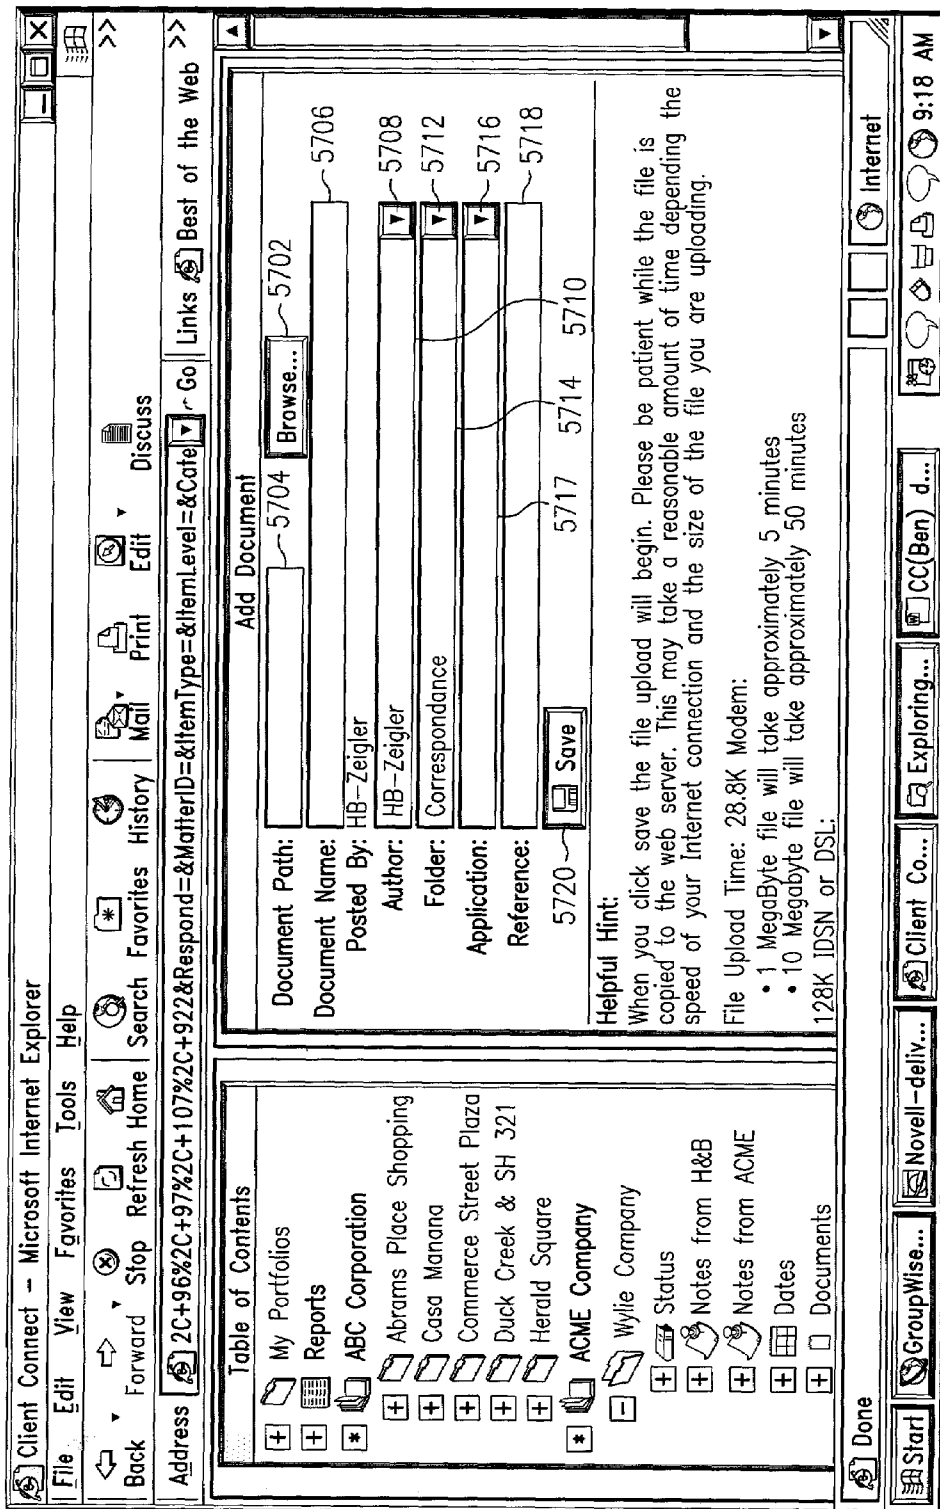 Client Connect – Microsoft Internet Explorer
File Edit View Favorites Tools Help
Back Forward Stop Refresh Home Search Favorites History Mail Print Edit Discuss >>
Address 2C+96%2C+97%2C+107%2C+922&Respond=&MatterID=&ItemType=&ItemLevel=&Cate Go Links Best of the Web >>
Table of Contents
+ My Portfolios
+ Reports
* ABC Corporation
+ Abrams Place Shopping
+ Casa Manana
+ Commerce Street Plaza
+ Duck Creek & SH 321
+ Herald Square
* ACME Company
– Wylie Company
+ Status
+ Notes from H&B
+ Notes from ACME
+ Dates
+ Documents
Add Document
Document Path: 5704 Browse... 5702
Document Name: 5706
Posted By: HB–Zeigler
Author: HB–Zeigler 5708
Folder: Correspondance 5712
5710
Application: 5716
5714
Reference: 5718
5717
5720 Save
Helpful Hint:
When you click save the file upload will begin. Please be patient while the file is
copied to the web server. This may take a reasonable amount of time depending the
speed of your Internet connection and the size of the file you are uploading.
File Upload Time: 28.8K Modem:
• 1 MegaByte file will take approximately 5 minutes
• 10 Megabyte file will take approximately 50 minutes
128K IDSN or DSL:
Done Internet
Start GroupWise... Novell–deliv... Client Co... Exploring... CC(Ben) d... 9:18 AM